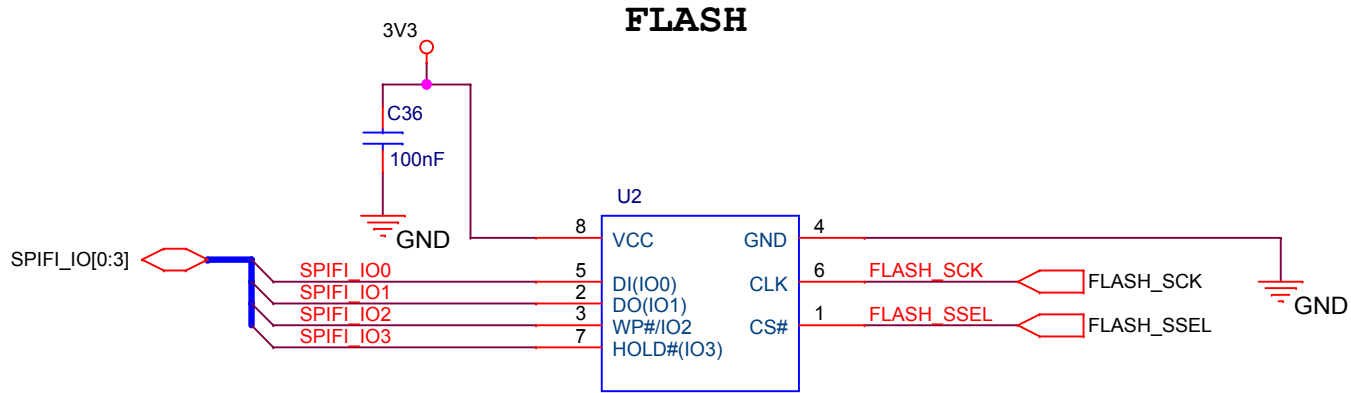 FLASH
3V3
C36
100nF
GND
U2
8
VCC
GND
4
SPIFI_IO[0:3]
SPIFI_IO0
5
DI(IO0)
CLK
6
FLASH_SCK
FLASH_SCK
SPIFI_IO1
2
DO(IO1)
SPIFI_IO2
3
WP#/IO2
CS#
1
FLASH_SSEL
FLASH_SSEL
SPIFI_IO3
7
HOLD#(IO3)
GND